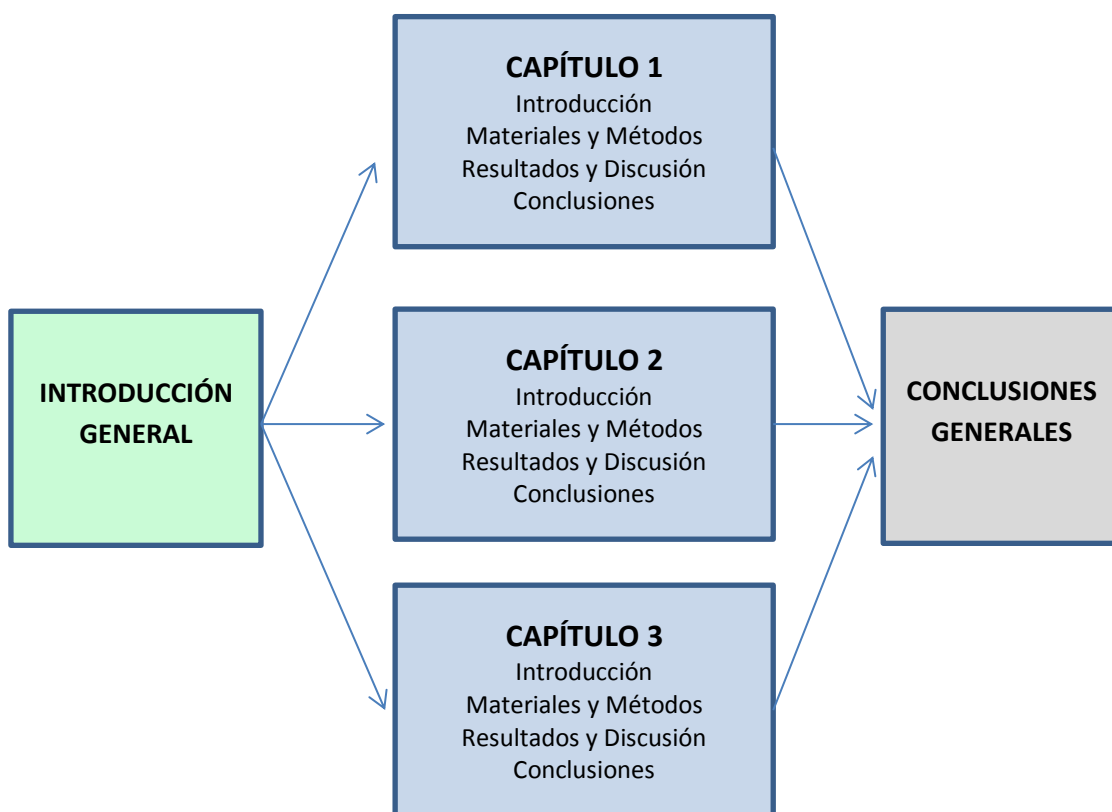 INTRODUCCIÓN
GENERAL
CAPÍTULO 1
Introducción
Materiales y Métodos
Resultados y Discusión
Conclusiones
CAPÍTULO 2
Introducción
Materiales y Métodos
Resultados y Discusión
Conclusiones
CAPÍTULO 3
Introducción
Materiales y Métodos
Resultados y Discusión
Conclusiones
CONCLUSIONES
GENERALES